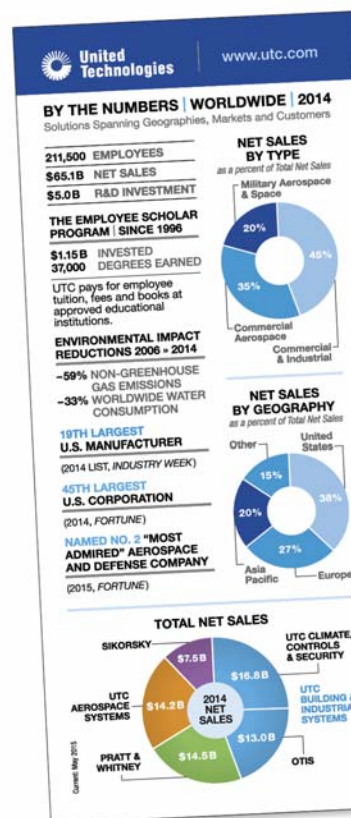 United
Technologies
www.utc.com
BY THE NUMBERS | WORLDWIDE | 2014
Solutions Spanning Geographies, Markets and Customers
211,500 EMPLOYEES
$65.1B NET SALES
$5.0B R&D INVESTMENT
THE EMPLOYEE SCHOLAR
PROGRAM | SINCE 1996
$1.15B INVESTED
37,000 DEGREES EARNED
UTC pays for employee
tuition, fees and books at
approved educational
institutions.
ENVIRONMENTAL IMPACT
REDUCTIONS 2006 » 2014
–59% NON-GREENHOUSE
GAS EMISSIONS
–33% WORLDWIDE WATER
CONSUMPTION
19TH LARGEST
U.S. MANUFACTURER
(2014 LIST, INDUSTRY WEEK)
45TH LARGEST
U.S. CORPORATION
(2014, FORTUNE)
NAMED NO. 2 "MOST
ADMIRED" AEROSPACE
AND DEFENSE COMPANY
(2015, FORTUNE)
NET SALES
BY TYPE
as a percent of Total Net Sales
Military Aerospace
& Space
20%
45%
35%
Commercial
Aerospace
Commercial
& Industrial
NET SALES
BY GEOGRAPHY
as a percent of Total Net Sales
Other
United
States
15%
38%
20%
27%
Asia
Pacific
Europe
TOTAL NET SALES
SIKORSKY
$7.5B
UTC CLIMATE,
CONTROLS
& SECURITY
$16.8B
UTC
AEROSPACE
SYSTEMS
$14.2B
2014
NET
SALES
UTC
BUILDING &
INDUSTRIAL
SYSTEMS
$13.0B
$14.5B
PRATT &
WHITNEY
OTIS
Current: May 2015